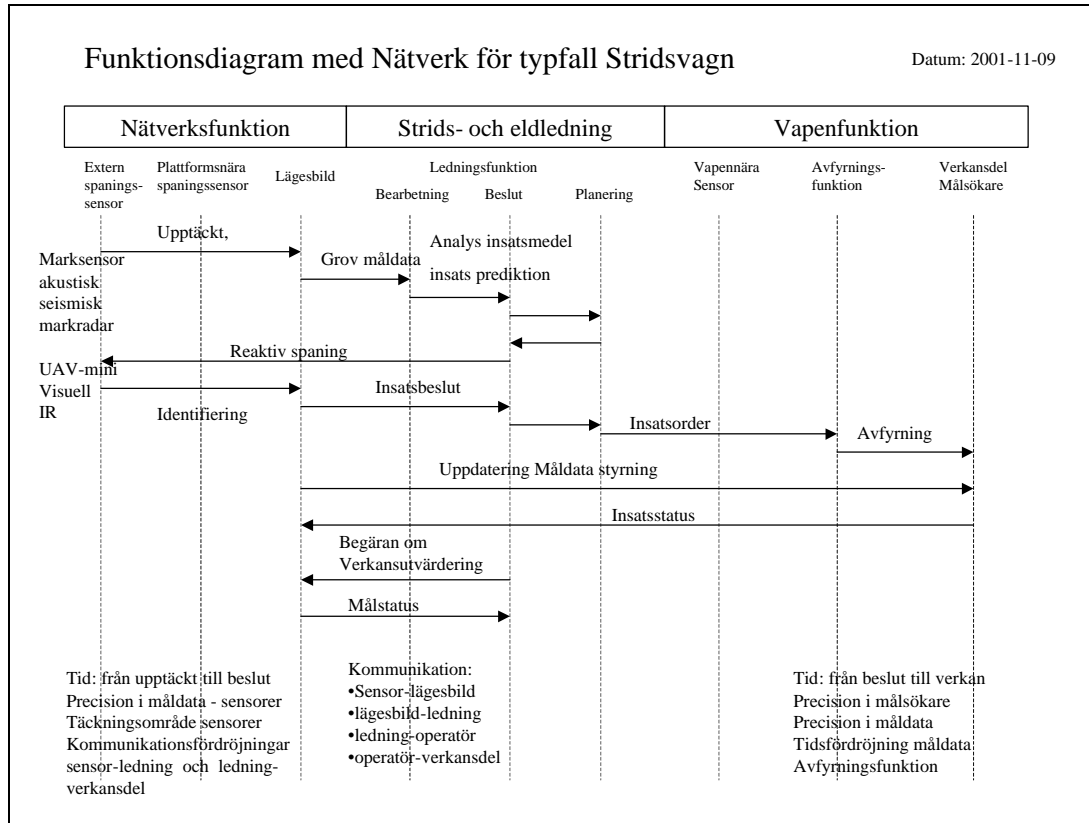 Funktionsdiagram med Nätverk för typfall Stridsvagn
Datum: 2001-11-09
Nätverksfunktion
Strids- och eldledning
Vapenfunktion
Extern
spanings-
sensor
Plattformsnära
spaningssensor
Lägesbild
Ledningsfunktion
Bearbetning
Beslut
Planering
Vapennära
Sensor
Avfyrnings-
funktion
Verkansdel
Målsökare
Upptäckt,
Marksensor
akustisk
seismisk
markradar
Grov måldata
Analys insatsmedel
insats prediktion
Reaktiv spaning
UAV-mini
Visuell
IR
Identifiering
Insatsbeslut
Insatsorder
Avfyrning
Uppdatering Måldata styrning
Insatsstatus
Begäran om
Verkansutvärdering
Målstatus
Tid: från upptäckt till beslut
Precision i måldata - sensorer
Täckningsområde sensorer
Kommunikationsfördröjningar
sensor-ledning och ledning-
verkansdel
Kommunikation:
•Sensor-lägesbild
•lägesbild-ledning
•ledning-operatör
•operatör-verkansdel
Tid: från beslut till verkan
Precision i målsökare
Precision i måldata
Tidsfördröjning måldata
Avfyrningsfunktion